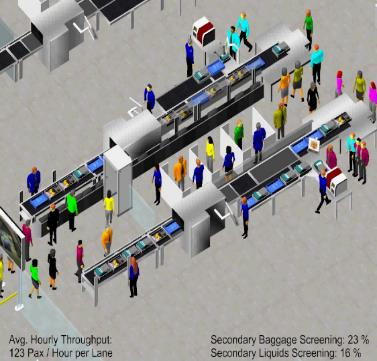 Avg. Hourly Throughput:
123 Pax / Hour per Lane
Secondary Baggage Screening: 23 %
Secondary Liquids Screening: 16 %